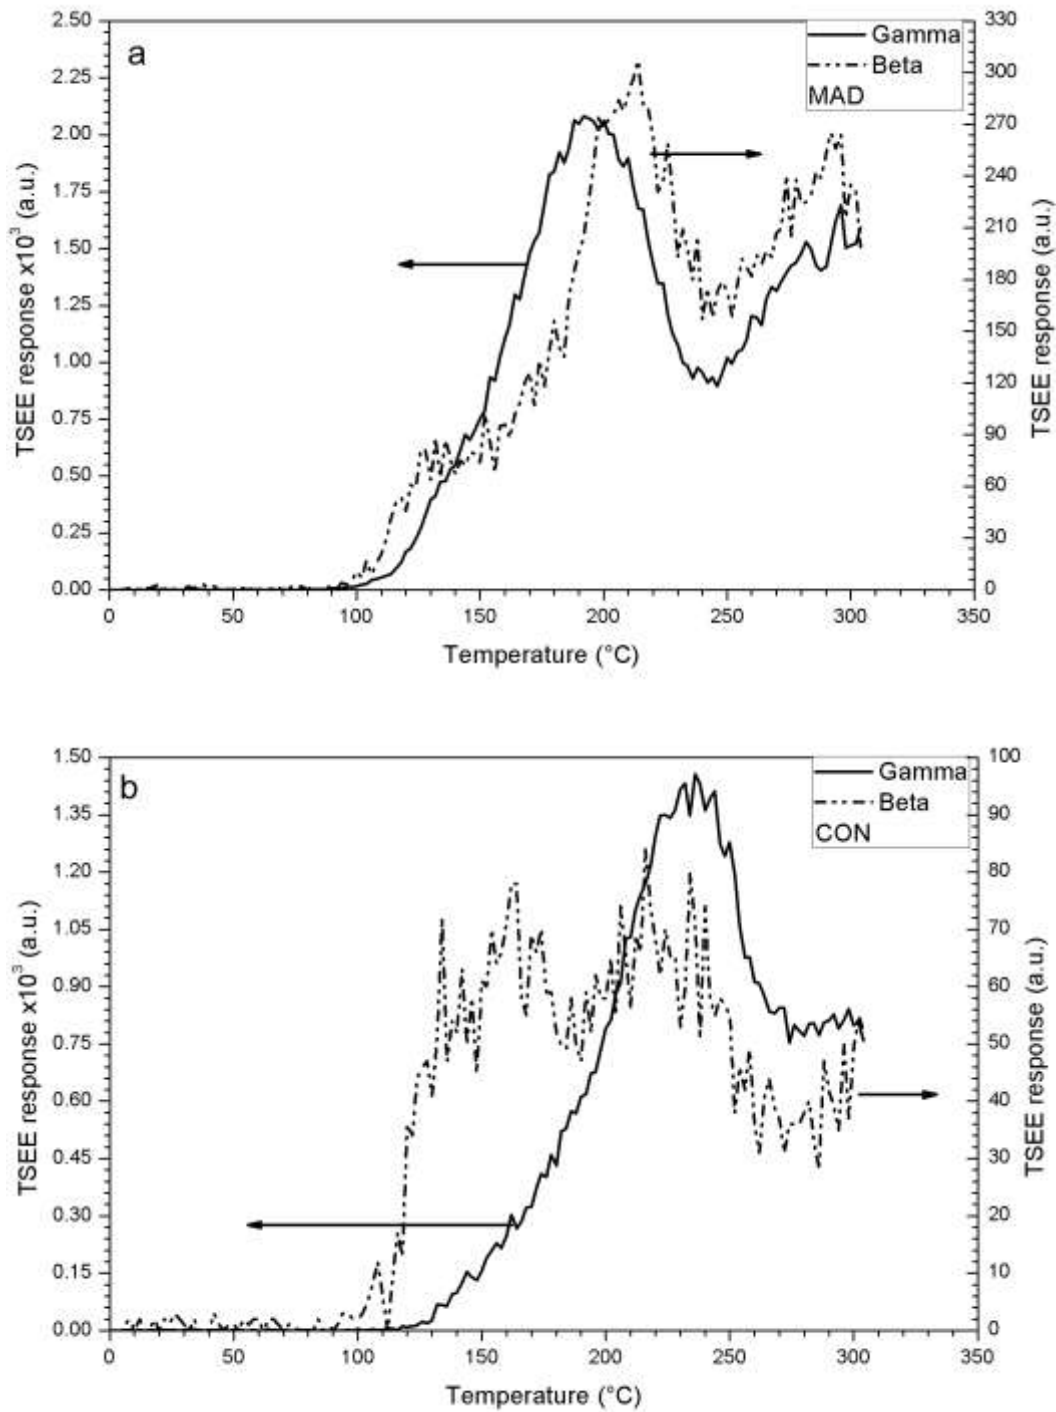 a
Gamma
Beta
MAD
2.50
2.25
2.00
1.75
1.50
1.25
1.00
0.75
0.50
0.25
0.00
TSEE response x10³ (a.u.)
330
300
270
240
210
180
150
120
90
60
30
0
TSEE response (a.u.)
0 50 100 150 200 250 300 350
Temperature (°C)
b
Gamma
Beta
CON
1.50
1.35
1.20
1.05
0.90
0.75
0.60
0.45
0.30
0.15
0.00
TSEE response x10³ (a.u.)
100
90
80
70
60
50
40
30
20
10
0
TSEE response (a.u.)
0 50 100 150 200 250 300 350
Temperature (°C)